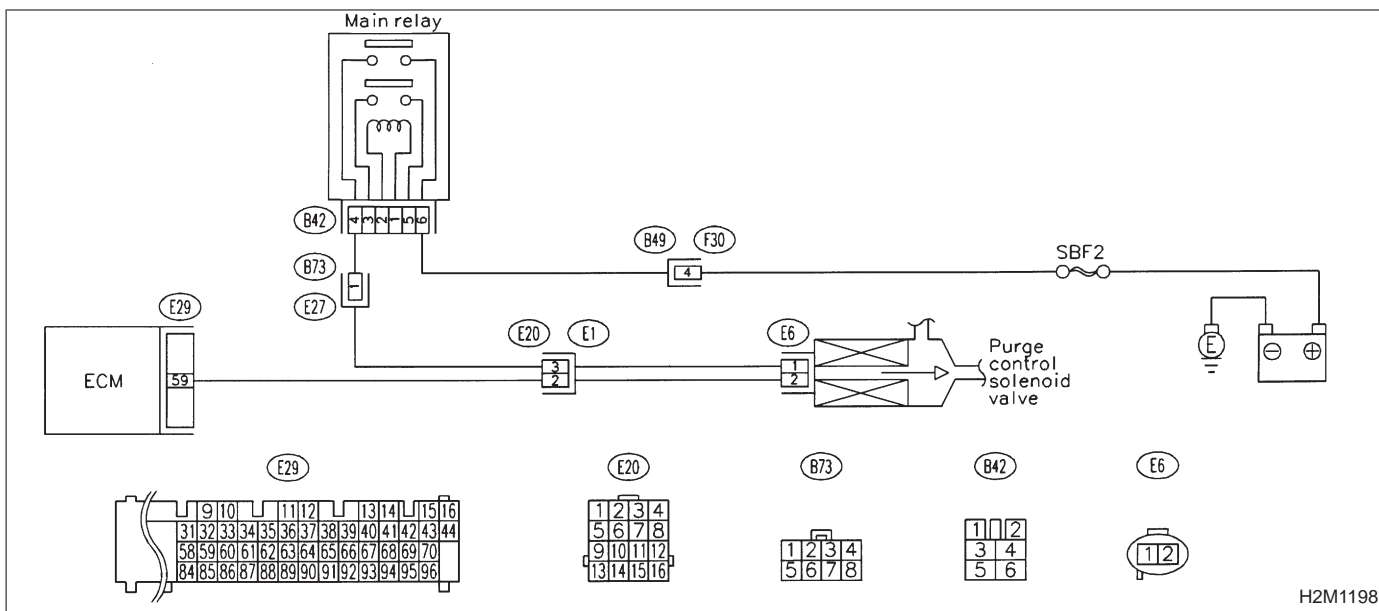 Main relay
B42
4 3 2 1 5 6
B49 F30
4
SBF2
B73
1
E27
E29
E20 E1
E6
E
⊖ ⊕
ECM
59
3
2
1
2
Purge
control
solenoid
valve
E29
E20
B73
B42
E6
9 10 11 12 13 14 15 16
31 32 33 34 35 36 37 38 39 40 41 42 43 44
58 59 60 61 62 63 64 65 66 67 68 69 70
84 85 86 87 88 89 90 91 92 93 94 95 96
1 2 3 4
5 6 7 8
9 10 11 12
13 14 15 16
1 2 3 4
5 6 7 8
1 2
3 4
5 6
1 2
H2M1198